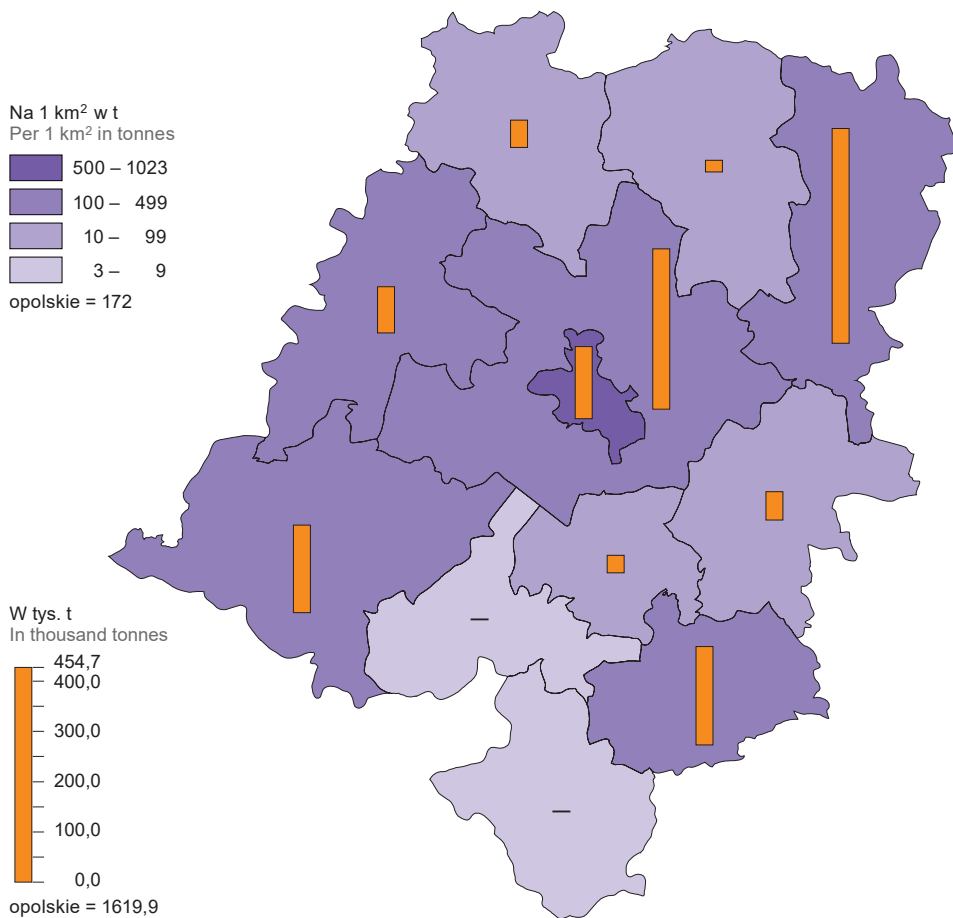 Na 1 km² w t
Per 1 km² in tonnes
500 – 1023
100 – 499
10 – 99
3 – 9
opolskie = 172
W tys. t
In thousand tonnes
454,7
400,0
300,0
200,0
100,0
0,0
opolskie = 1619,9